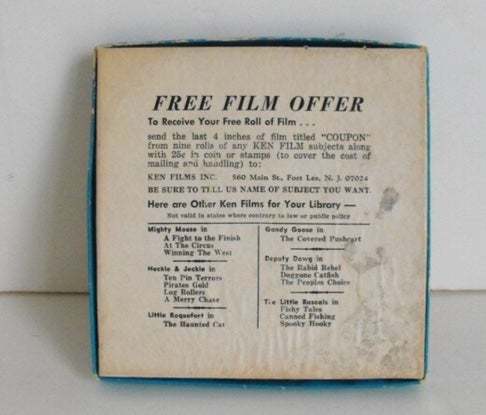 FREE FILM OFFER
To Receive Your Free Roll of Film . . .
send the last 4 inches of film titled "COUPON"
from nine rolls of any KEN FILM subjects along
with 25c in coin or stamps (to cover the cost of
mailing and handling) to:
KEN FILMS INC. 560 Main St., Fort Lee, N. J. 07024
BE SURE TO TELL US NAME OF SUBJECT YOU WANT
Here are Other Ken Films for Your Library —
Not valid in states where contrary to law or public policy
Mighty Mouse in
A Fight to the Finish
At The Circus
Winning The West
Heckle & Jeckle in
Ten Pin Terrors
Pirates Gold
Log Rollers
A Merry Chase
Little Roquefort in
The Haunted Cat
Gandy Goose in
The Covered Pushcart
Deputy Dawg in
The Rabid Rebel
Doggone Catfish
The Peoples Choice
The Little Rascals in
Fishy Tales
Canned Fishing
Spooky Hooky